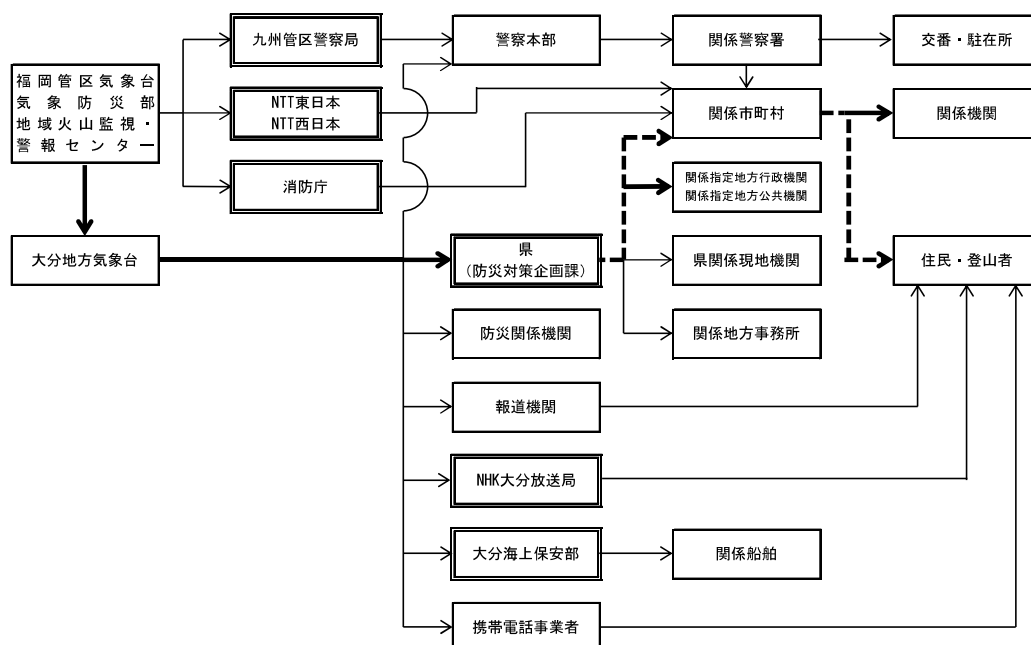 九州管区警察局
警察本部
関係警察署
交番・駐在所
福岡管区気象台
気象防災部
地域火山監視・
警報センター
NTT東日本
NTT西日本
関係市町村
関係機関
消防庁
関係指定地方行政機関
関係指定地方公共機関
大分地方気象台
県
（防災対策企画課）
県関係現地機関
住民・登山者
防災関係機関
関係地方事務所
報道機関
NHK大分放送局
大分海上保安部
関係船舶
携帯電話事業者